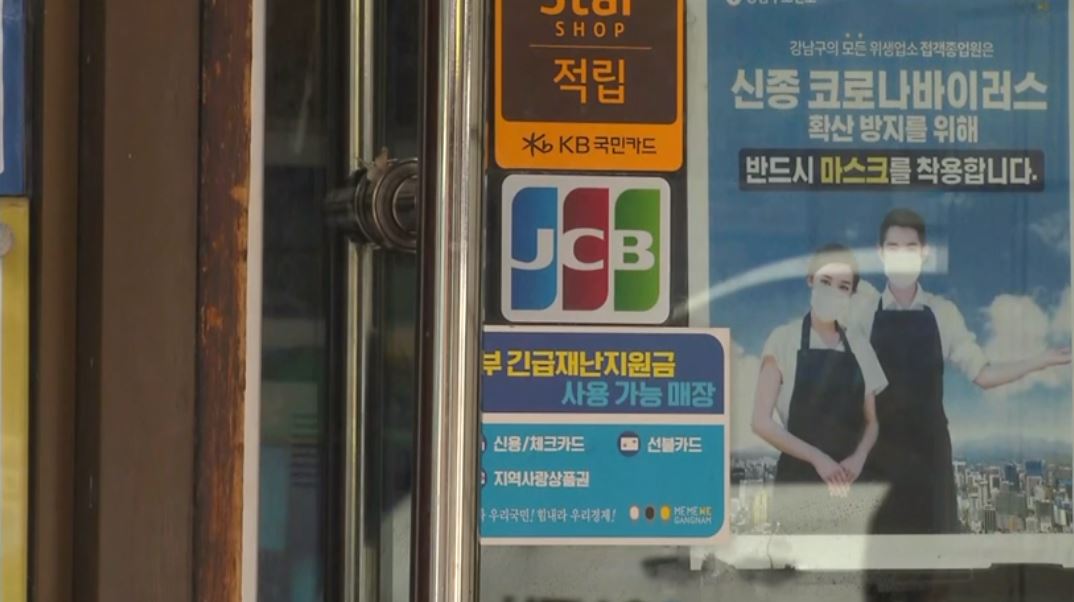 Star
SHOP
적립
KB국민카드
JCB
부 긴급재난지원금
사용 가능 매장
신용/체크카드
선불카드
지역사랑상품권
우리국민! 힘내라 우리경제!
MEMEWE
GANGNAM
강남구의 모든 위생업소 접객종업원은
신종 코로나바이러스
확산 방지를 위해
반드시 마스크를 착용합니다.